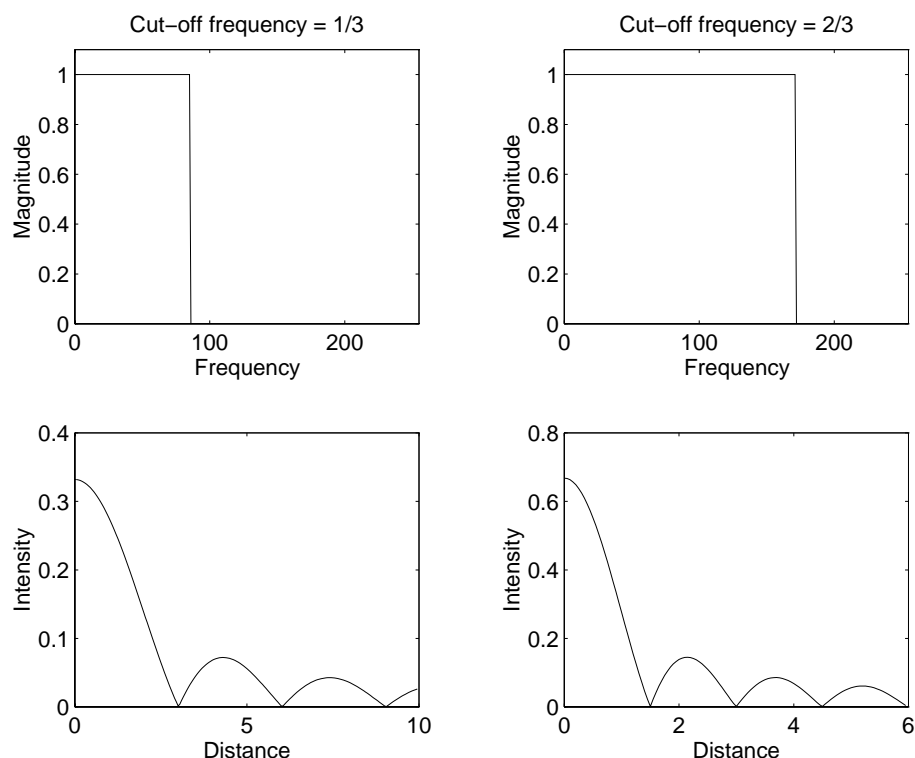 Cut−off frequency = 1/3
1
0.8
0.6
0.4
0.2
0
Magnitude
0 100 200
Frequency
Cut−off frequency = 2/3
1
0.8
0.6
0.4
0.2
0
Magnitude
0 100 200
Frequency
0.4
0.3
0.2
0.1
0
Intensity
0 5 10
Distance
0.8
0.6
0.4
0.2
0
Intensity
0 2 4 6
Distance